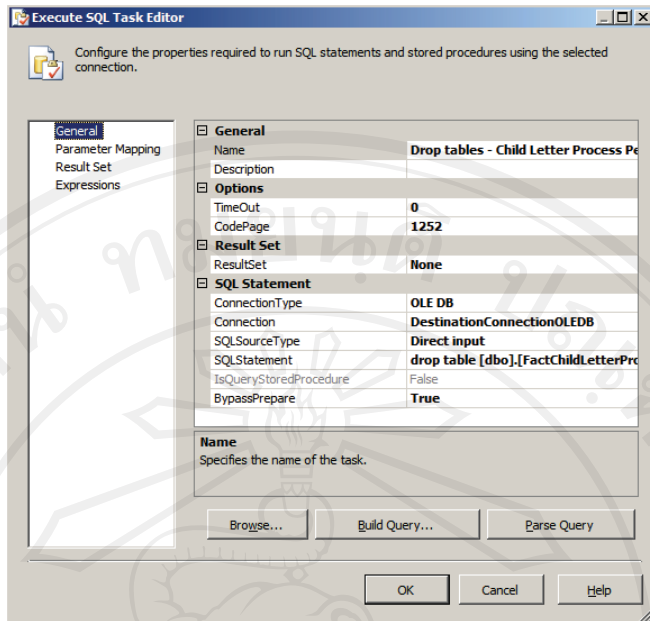 Execute SQL Task Editor
Configure the properties required to run SQL statements and stored procedures using the selected
connection.
General
Parameter Mapping
Result Set
Expressions
General
Name Drop tables - Child Letter Process Pe
Description
Options
TimeOut 0
CodePage 1252
Result Set
ResultSet None
SQL Statement
ConnectionType OLE DB
Connection DestinationConnectionOLEDB
SQLSourceType Direct input
SQLStatement drop table [dbo].[FactChildLetterPro
IsQueryStoredProcedure False
BypassPrepare True
Name
Specifies the name of the task.
Browse... Build Query... Parse Query
OK Cancel Help